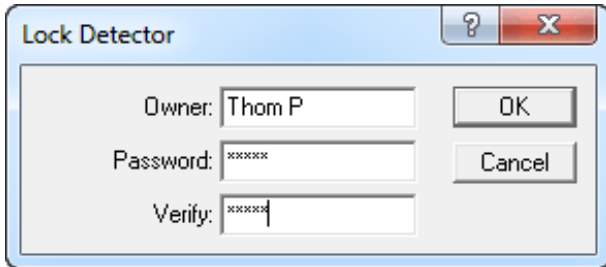 Lock Detector ?
Owner: Thom P OK
Password: ***** Cancel
Verify: *****